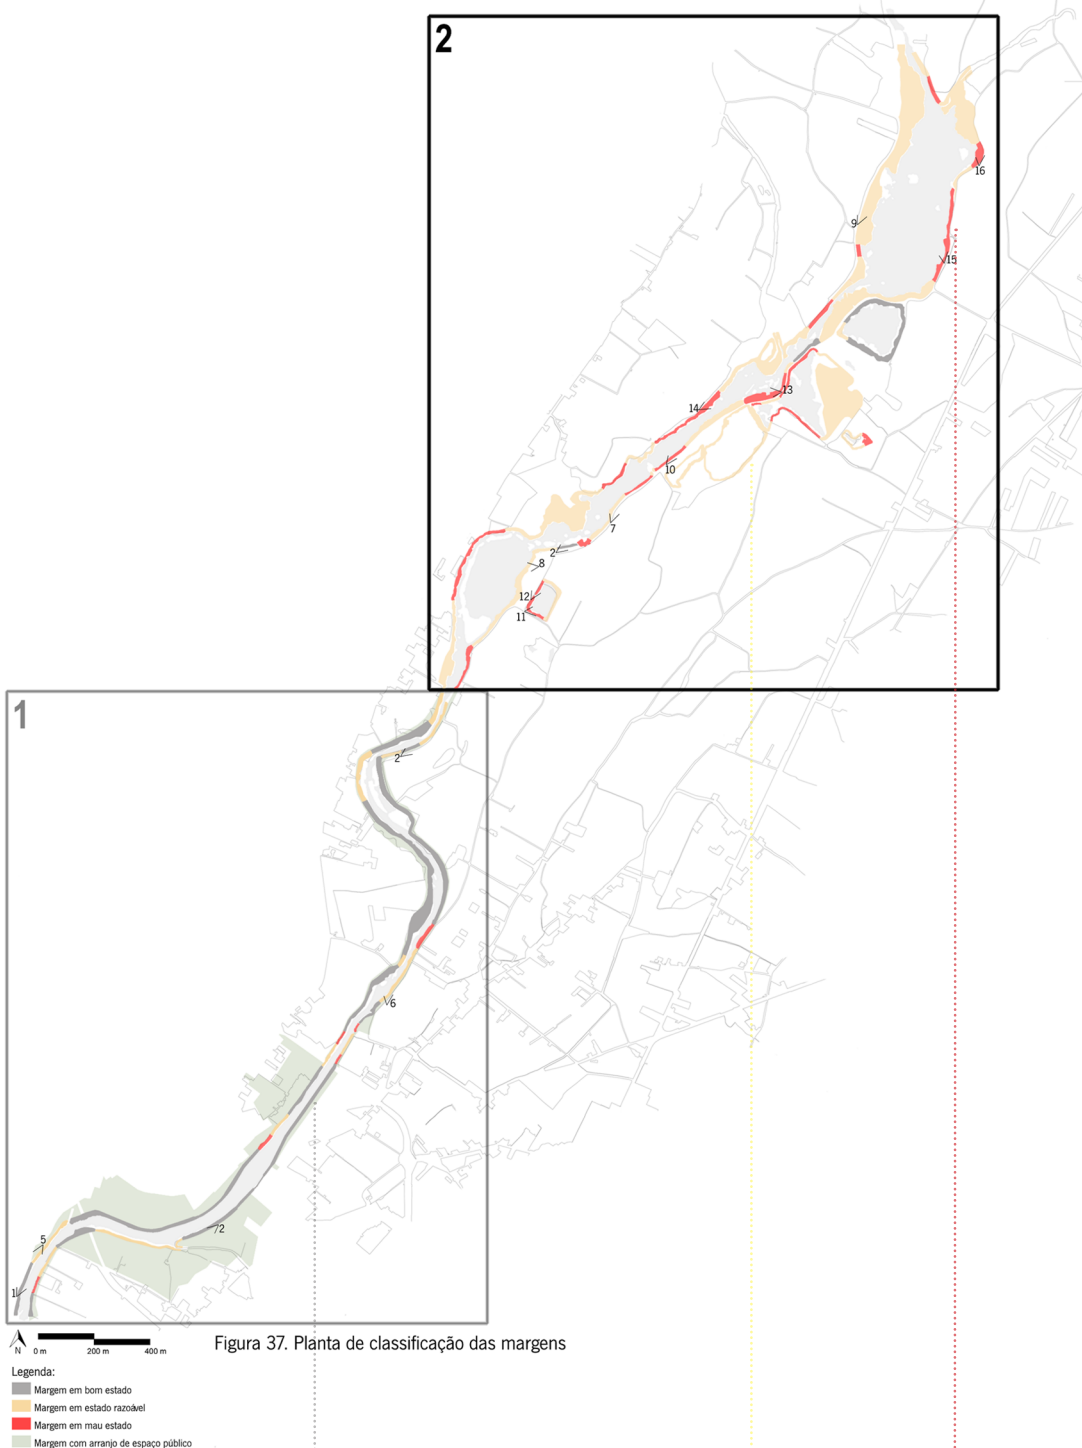 2
16
9
15
13
14
10
7
2
8
12
11
1
2
6
2
5
1
N
0 m 200 m 400 m
Figura 37. Planta de classificação das margens
Legenda:
Margem em bom estado
Margem em estado razoável
Margem em mau estado
Margem com arranjo de espaço público